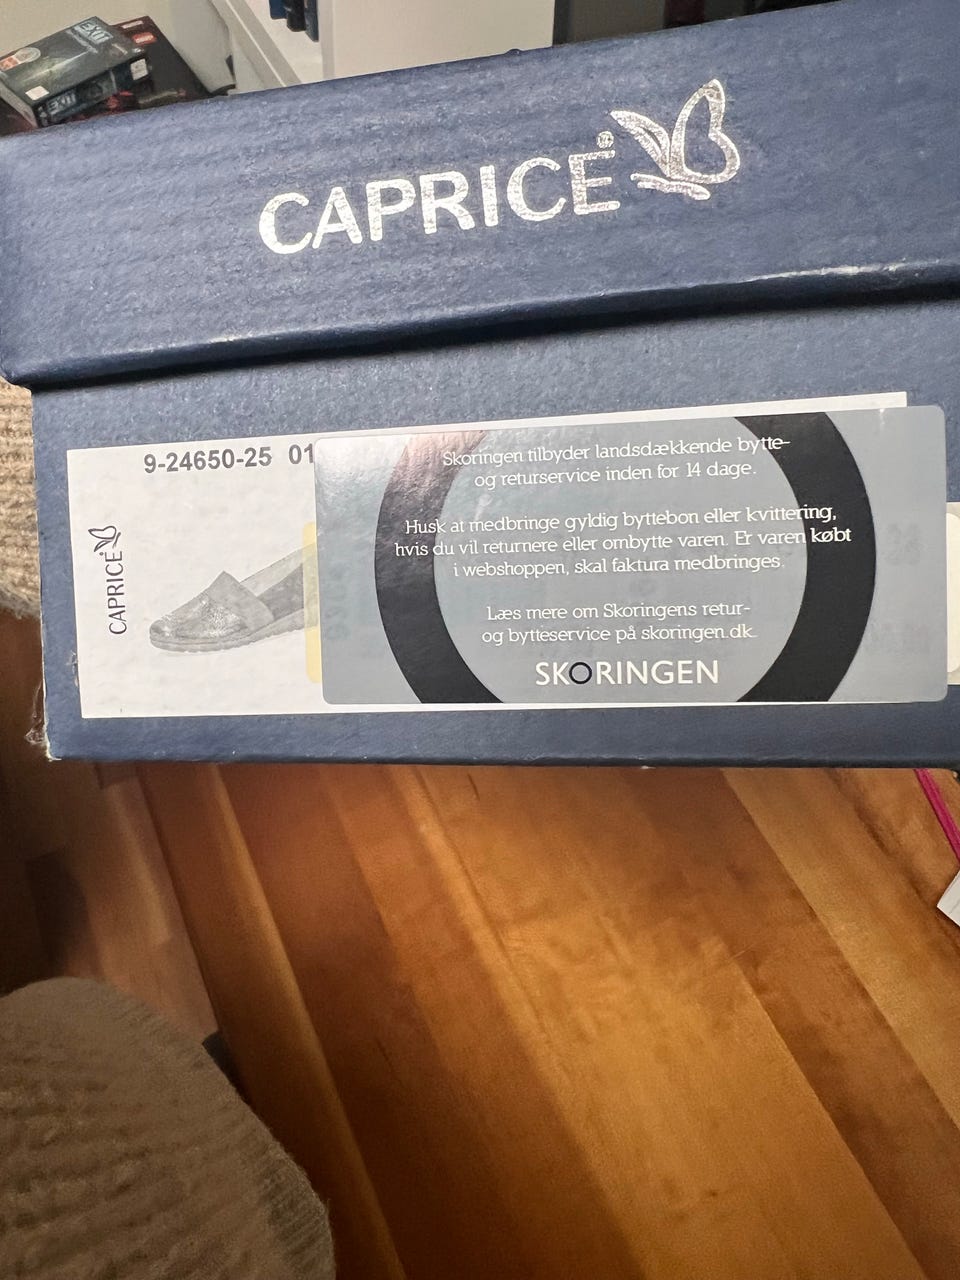 EXIT
CAPRICE
9-24650-25 01
CAPRICE
Skoringen tilbyder landsdækkende bytte-
og returservice inden for 14 dage.
Husk at medbringe gyldig byttebon eller kvittering,
hvis du vil returnere eller ombytte varen. Er varen købt
i webshoppen, skal faktura medbringes.
Læs mere om Skoringens retur-
og bytteservice på skoringen.dk.
SKORINGEN